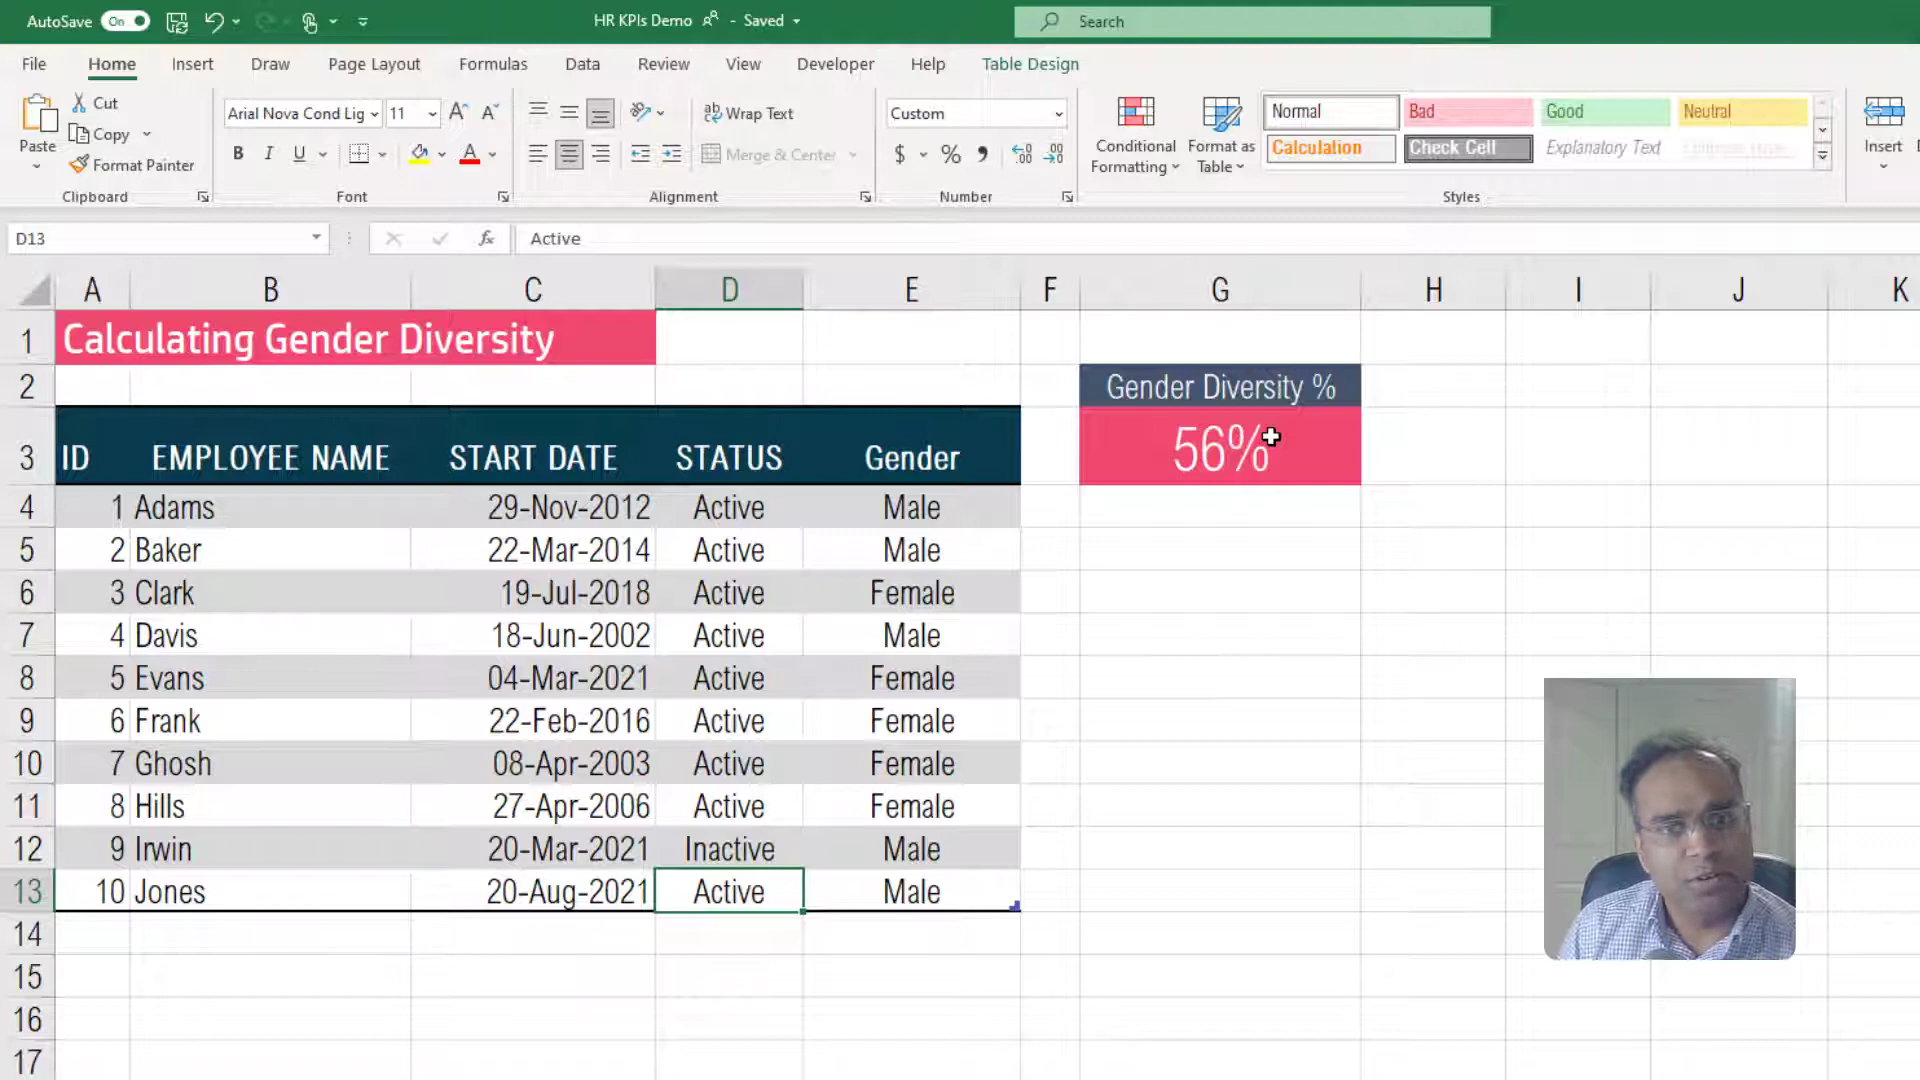 AutoSave On HR KPIs Demo - Saved Search
File Home Insert Draw Page Layout Formulas Data Review View Developer Help Table Design
Paste Cut Copy Format Painter
Clipboard
Arial Nova Cond Lig 11
B I U A
Font
ab Wrap Text
Merge & Center
Alignment
Custom
$ % 9
Number
Conditional Formatting
Format as Table
Normal Bad Good Neutral
Calculation Check Cell Explanatory Text
Styles
Insert
D13 fx Active
A B C D E F G H I J K
1 Calculating Gender Diversity
2 Gender Diversity %
3 ID EMPLOYEE NAME START DATE STATUS Gender 56%
4 1 Adams 29-Nov-2012 Active Male
5 2 Baker 22-Mar-2014 Active Male
6 3 Clark 19-Jul-2018 Active Female
7 4 Davis 18-Jun-2002 Active Male
8 5 Evans 04-Mar-2021 Active Female
9 6 Frank 22-Feb-2016 Active Female
10 7 Ghosh 08-Apr-2003 Active Female
11 8 Hills 27-Apr-2006 Active Female
12 9 Irwin 20-Mar-2021 Inactive Male
13 10 Jones 20-Aug-2021 Active Male
14
15
16
17